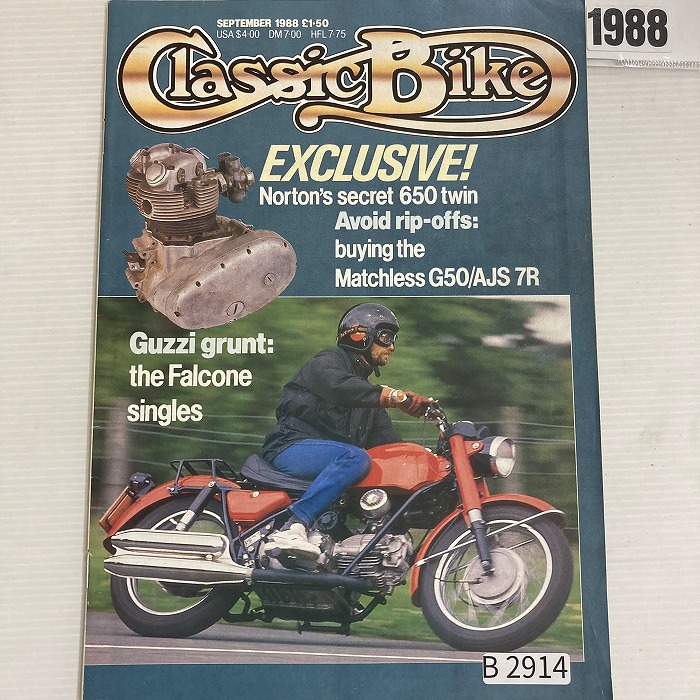 SEPTEMBER 1988 £1·50
USA $4·00 DM 7·00 HFL 7·75
1988
Classic Bike
EXCLUSIVE!
Norton's secret 650 twin
Avoid rip-offs:
buying the
Matchless G50/AJS 7R
Guzzi grunt:
the Falcone
singles
B 2914